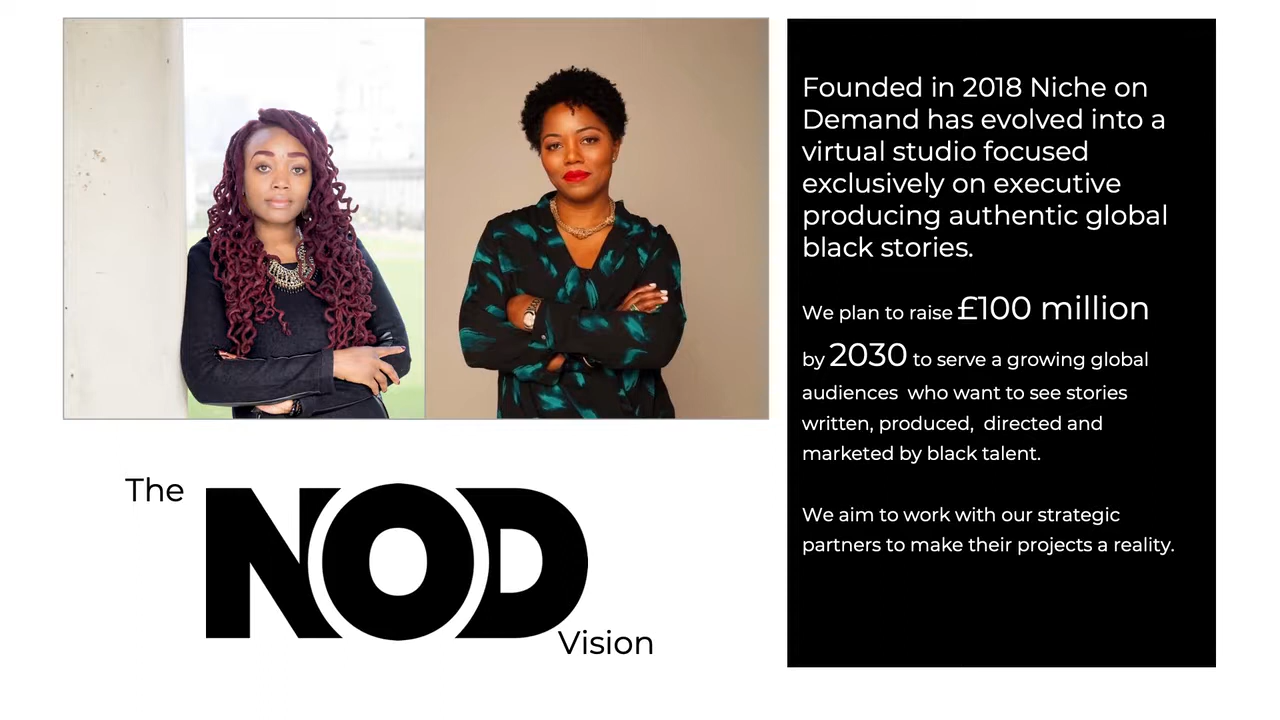 Founded in 2018 Niche on
Demand has evolved into a
virtual studio focused
exclusively on executive
producing authentic global
black stories.
We plan to raise £100 million
by 2030 to serve a growing global
audiences who want to see stories
written, produced, directed and
marketed by black talent.
We aim to work with our strategic
partners to make their projects a reality.
The
NOD
Vision